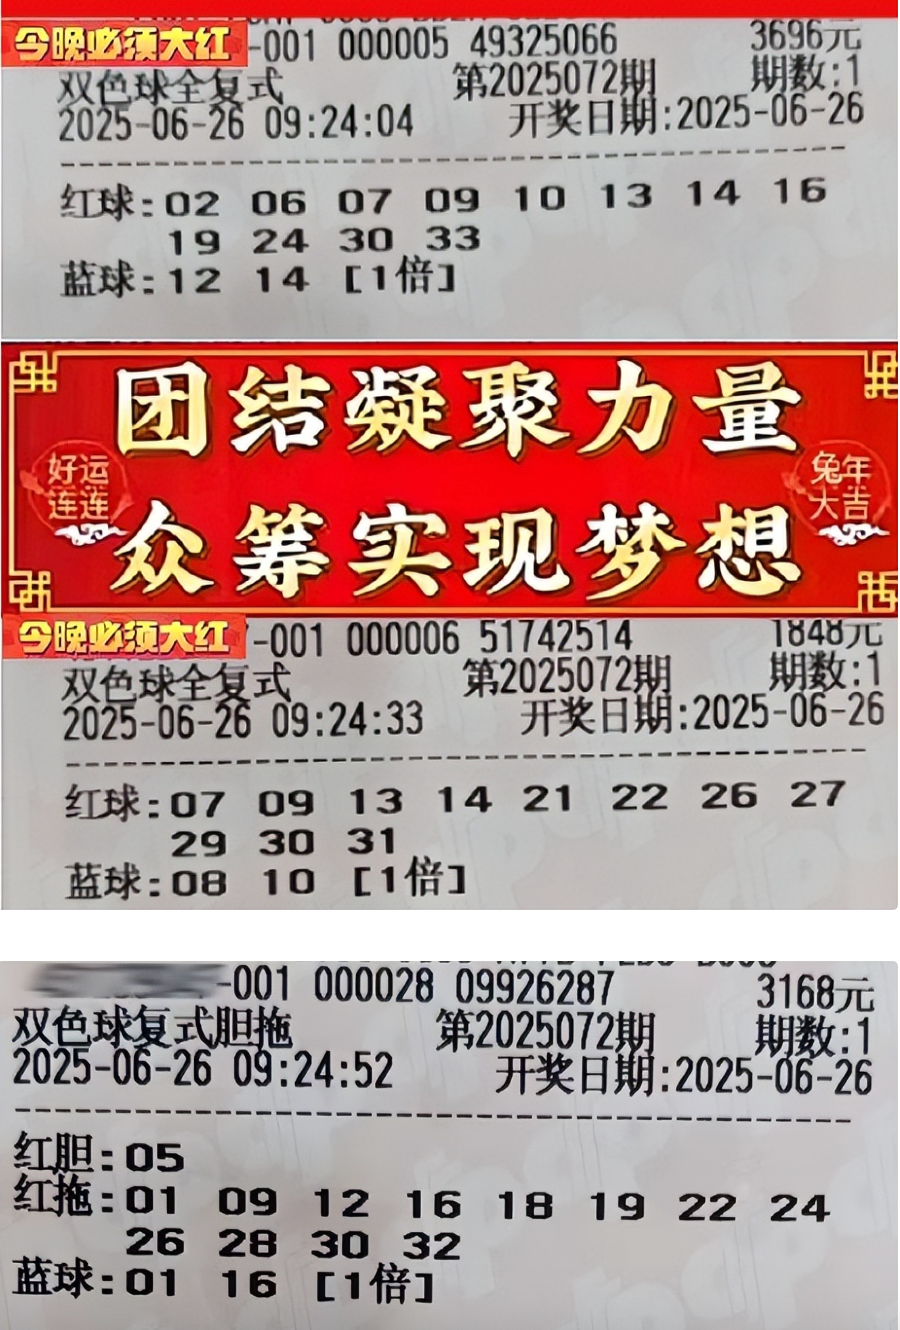 今晚必须大红 -001 000005 49325066 3696元
双色球全复式 第2025072期 期数:1
2025-06-26 09:24:04 开奖日期:2025-06-26
红球:02 06 07 09 10 13 14 16
19 24 30 33
蓝球:12 14 [1倍]
团结凝聚力量
好运连连
兔年大吉
众筹实现梦想
今晚必须大红 -001 000006 51742514 1848元
双色球全复式 第2025072期 期数:1
2025-06-26 09:24:33 开奖日期:2025-06-26
红球:07 09 13 14 21 22 26 27
29 30 31
蓝球:08 10 [1倍]
-001 000028 09926287 3168元
双色球复式胆拖 第2025072期 期数:1
2025-06-26 09:24:52 开奖日期:2025-06-26
红胆:05
红拖:01 09 12 16 18 19 22 24
26 28 30 32
蓝球:01 16 [1倍]